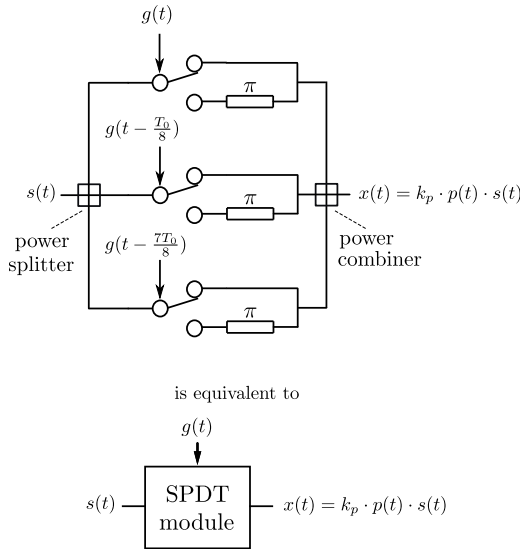 g(t)
π
g(t − T₀/8)
s(t)
π
x(t) = kₚ · p(t) · s(t)
power
splitter
power
combiner
g(t − 7T₀/8)
π
is equivalent to
g(t)
s(t)
SPDT
module
x(t) = kₚ · p(t) · s(t)